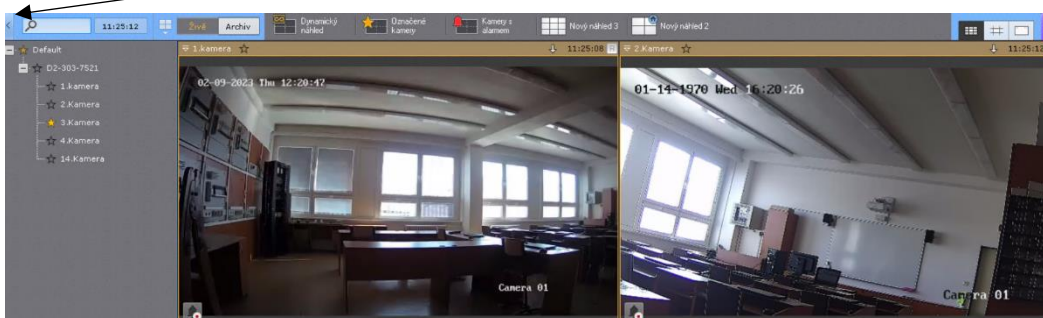 11:25:12 Živě Archiv Dynamický náhled Označené kamery Kamery s alarmem Nový náhled 3 Nový náhled 2
Default
02-303-7521
1.kamera
2.Kamera
3.Kamera
4.Kamera
14.Kamera
1.kamera 11:25:08
02-09-2023 Thu 12:20:47
Camera 01
2.Kamera 11:25:12
01-14-1970 Wed 16:20:26
Camera 01